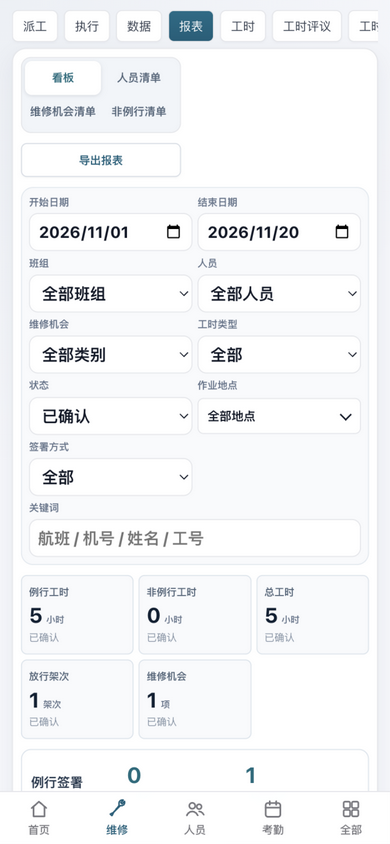 派工 执行 数据 报表 工时 工时评议
看板 人员清单
维修机会清单 非例行清单
导出报表
开始日期 结束日期
2026/11/01 2026/11/20
班组 人员
全部班组 全部人员
维修机会 工时类型
全部类别 全部
状态 作业地点
已确认 全部地点
签署方式
全部
关键词
航班 / 机号 / 姓名 / 工号
例行工时 非例行工时 总工时
5 小时 0 小时 5 小时
已确认 已确认 已确认
放行架次 维修机会
1 架次 1 项
已确认 已确认
例行签署 0 1
首页 维修 人员 考勤 全部